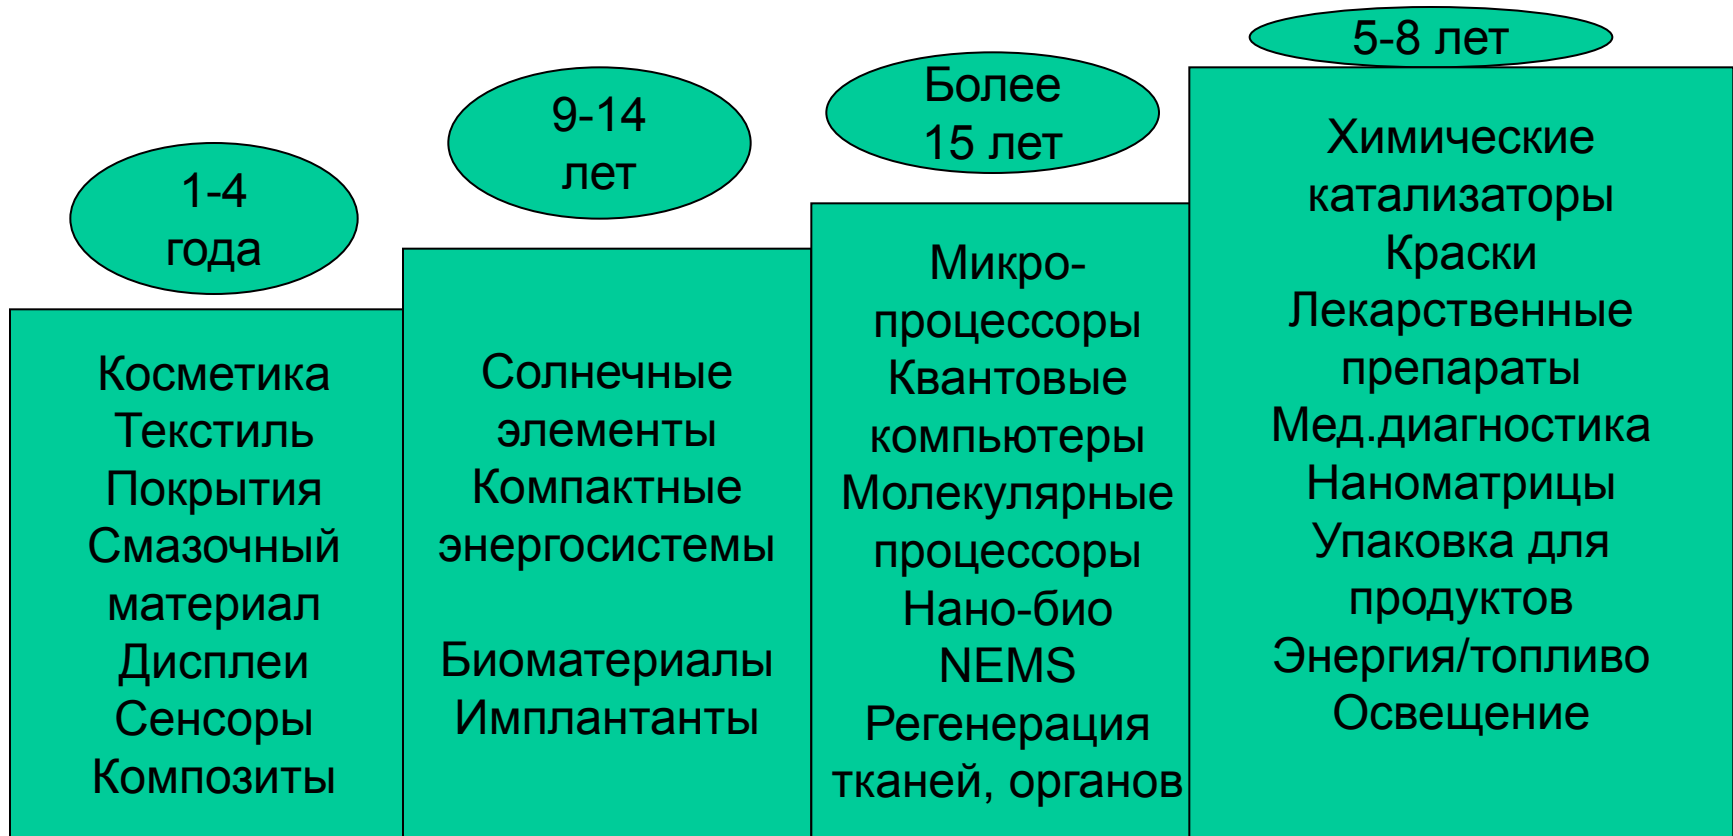 1-4
года
Косметика
Текстиль
Покрытия
Смазочный
материал
Дисплеи
Сенсоры
Композиты
9-14
лет
Солнечные
элементы
Компактные
энергосистемы
Биоматериалы
Имплантанты
Более
15 лет
Микро-
процессоры
Квантовые
компьютеры
Молекулярные
процессоры
Нано-био
NEMS
Регенерация
тканей, органов
5-8 лет
Химические
катализаторы
Краски
Лекарственные
препараты
Мед.диагностика
Наноматрицы
Упаковка для
продуктов
Энергия/топливо
Освещение